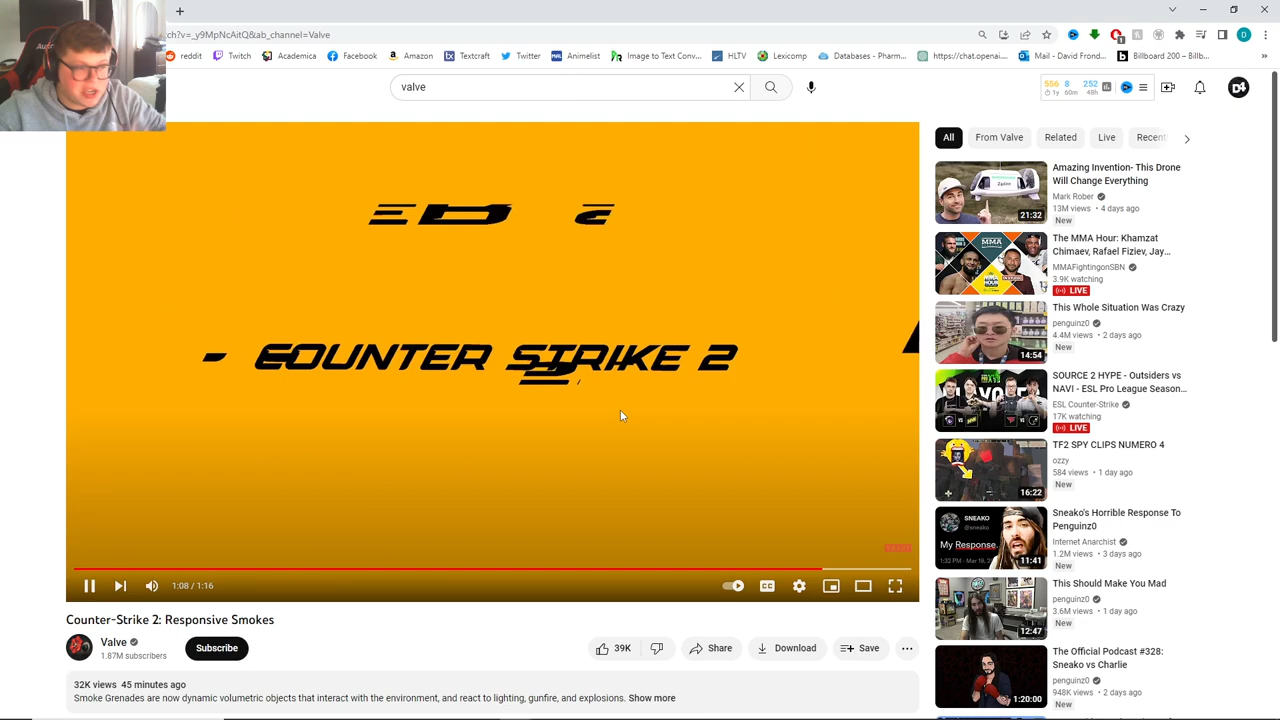 +
ch?v=_y9MpNcAitQ&ab_channel=Valve
reddit Twitch Academica Facebook Amazon Textcraft Twitter Animelist Image to Text Conv... HLTV Lexicomp Databases - Pharm... https://chat.openai... Mail - David Frond... Billboard 200 – Billb... »
valve
556 8 252
1y 60m 48h
D4
COUNTER STRIKE 2
1:08 / 1:16
CC
Counter-Strike 2: Responsive Smokes
Valve
1.87M subscribers
Subscribe
39K
Share
Download
Save
32K views 45 minutes ago
Smoke Grenades are now dynamic volumetric objects that interact with the environment, and react to lighting, gunfire, and explosions. Show more
All From Valve Related Live Recent
21:32
Amazing Invention- This Drone
Will Change Everything
Mark Rober
13M views • 4 days ago
New
The MMA Hour: Khamzat
Chimaev, Rafael Fiziev, Jay...
MMAFightingonSBN
3.9K watching
LIVE
14:54
This Whole Situation Was Crazy
penguinz0
4.4M views • 2 days ago
New
SOURCE 2 HYPE - Outsiders vs
NAVI - ESL Pro League Season...
ESL Counter-Strike
17K watching
LIVE
16:22
TF2 SPY CLIPS NUMERO 4
ozzy
584 views • 1 day ago
New
SNEAKO
@sneako
My Response.
11:41
Sneako's Horrible Response To
Penguinz0
Internet Anarchist
1.2M views • 3 days ago
New
12:47
This Should Make You Mad
penguinz0
3.6M views • 1 day ago
New
1:20:00
The Official Podcast #328:
Sneako vs Charlie
penguinz0
948K views • 2 days ago
New